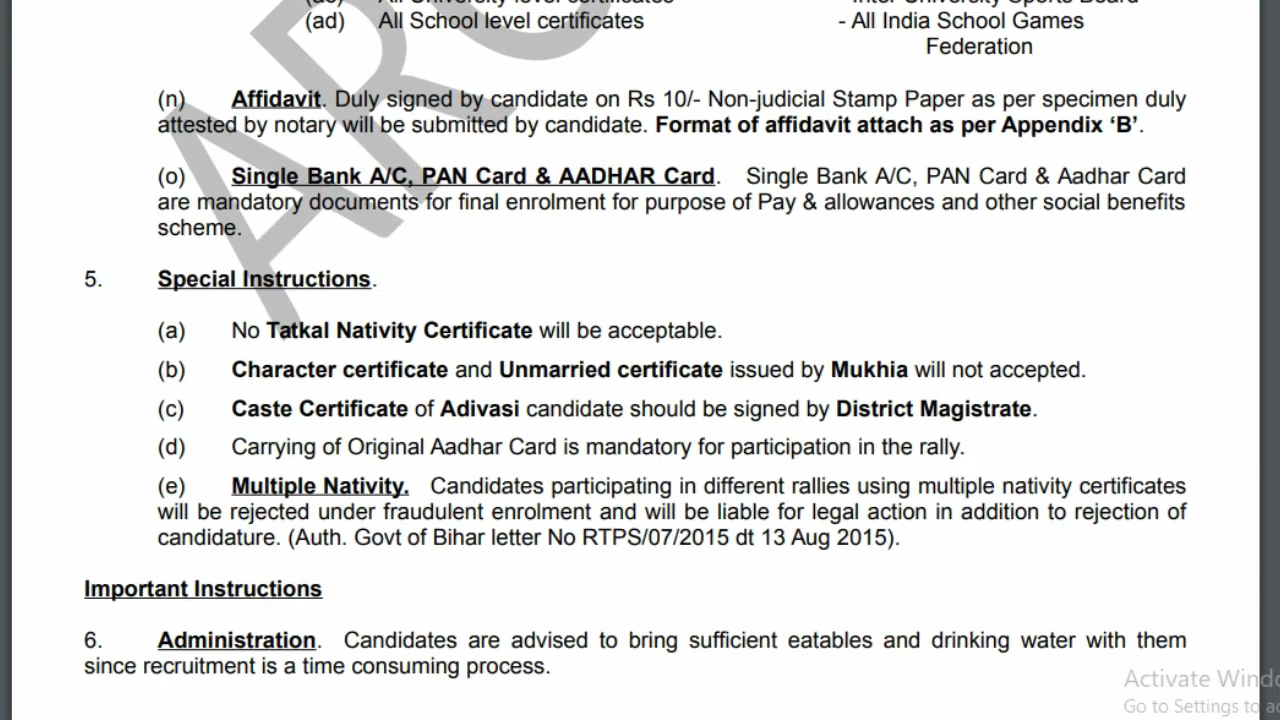 (ad) All School level certificates - All India School Games
Federation
(n) Affidavit. Duly signed by candidate on Rs 10/- Non-judicial Stamp Paper as per specimen duly
attested by notary will be submitted by candidate. Format of affidavit attach as per Appendix ‘B’.
(o) Single Bank A/C, PAN Card & AADHAR Card. Single Bank A/C, PAN Card & Aadhar Card
are mandatory documents for final enrolment for purpose of Pay & allowances and other social benefits
scheme.
5. Special Instructions.
(a) No Tatkal Nativity Certificate will be acceptable.
(b) Character certificate and Unmarried certificate issued by Mukhia will not accepted.
(c) Caste Certificate of Adivasi candidate should be signed by District Magistrate.
(d) Carrying of Original Aadhar Card is mandatory for participation in the rally.
(e) Multiple Nativity. Candidates participating in different rallies using multiple nativity certificates
will be rejected under fraudulent enrolment and will be liable for legal action in addition to rejection of
candidature. (Auth. Govt of Bihar letter No RTPS/07/2015 dt 13 Aug 2015).
Important Instructions
6. Administration. Candidates are advised to bring sufficient eatables and drinking water with them
since recruitment is a time consuming process.
Activate Windo
Go to Settings to a